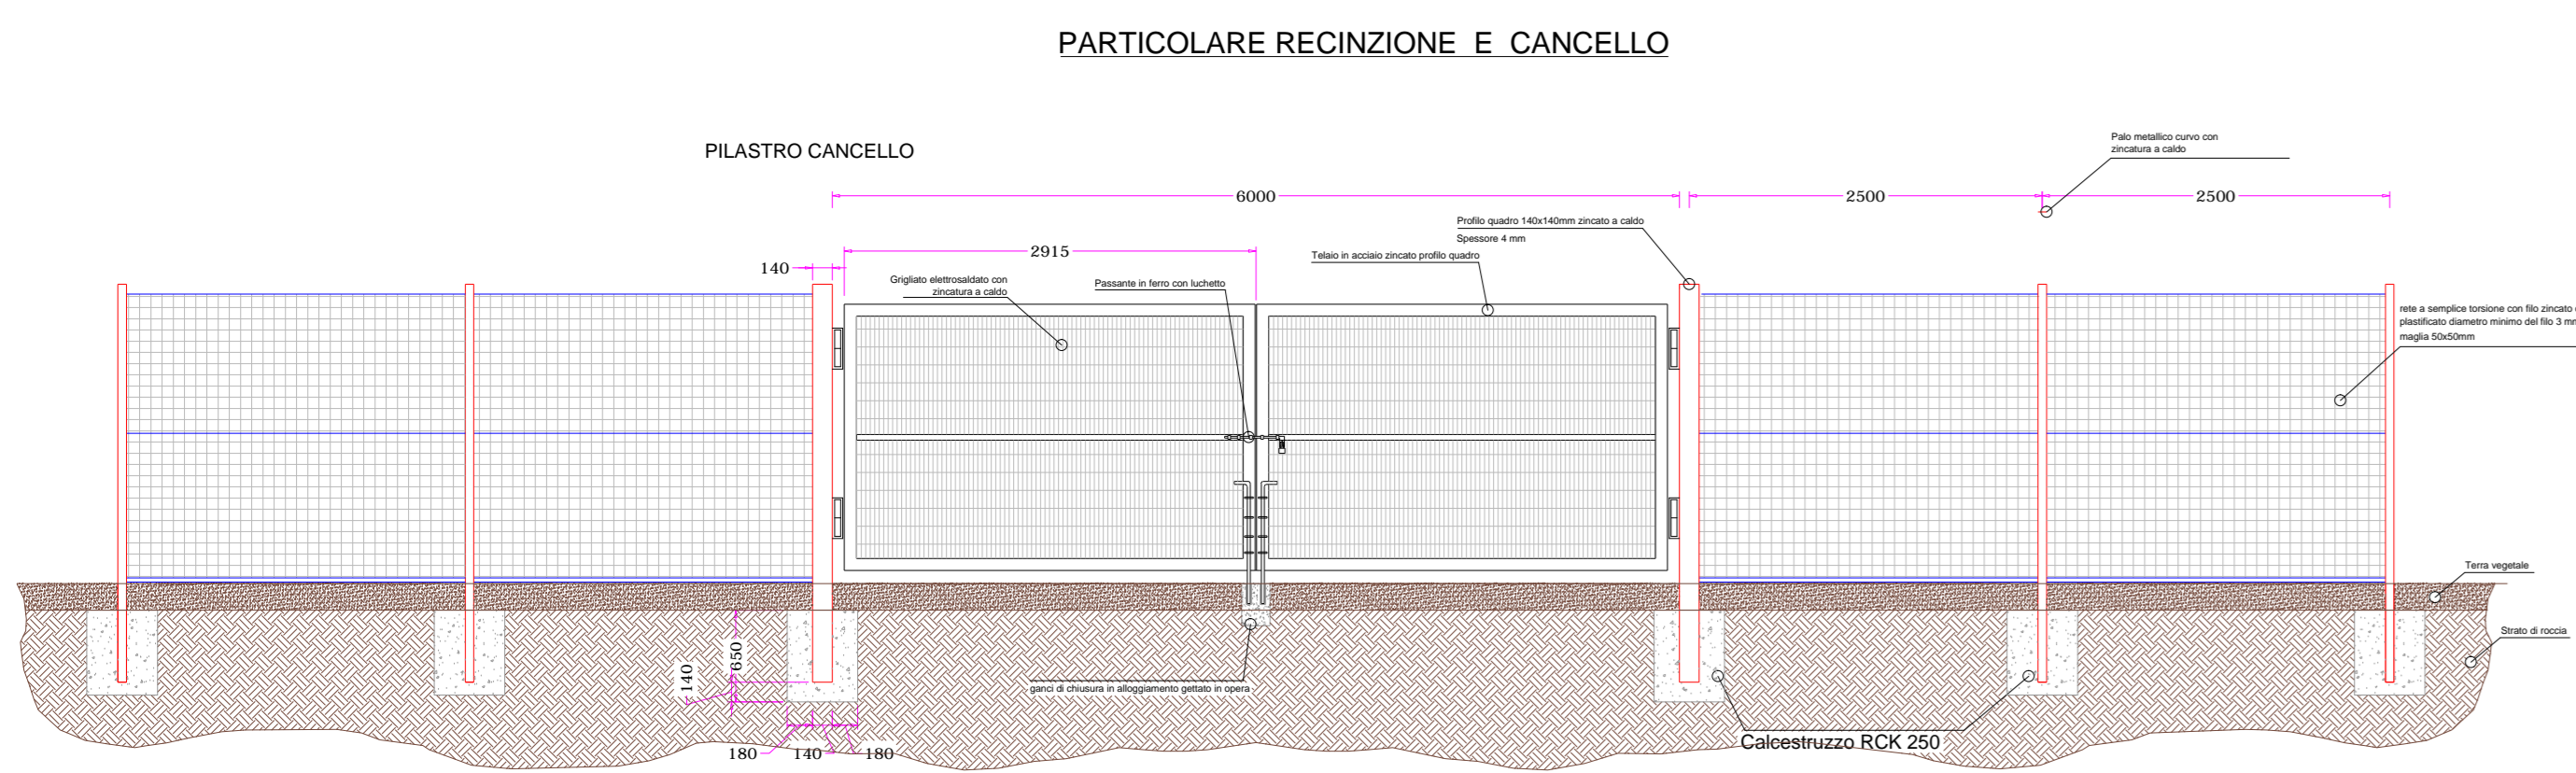 PARTICOLARE RECINZIONE E CANCELLO
Palo metallico curvo con
zincatura a caldo
PILASTRO CANCELLO
6000
2500
2500
Profilo quadro 140x140mm zincato a caldo
Spessore 4 mm
2915
Telaio in acciaio zincato profilo quadro
140
Grigliato elettrosaldato con
zincatura a caldo
Passante in ferro con luchetto
rete a semplice torsione con filo zincato
plastificato diametro minimo del filo 3 mm
maglia 50x50mm
Terra vegetale
Strato di roccia
650
140
ganci di chiusura in alloggiamento gettato in opera
Calcestruzzo RCK 250
180
140
180